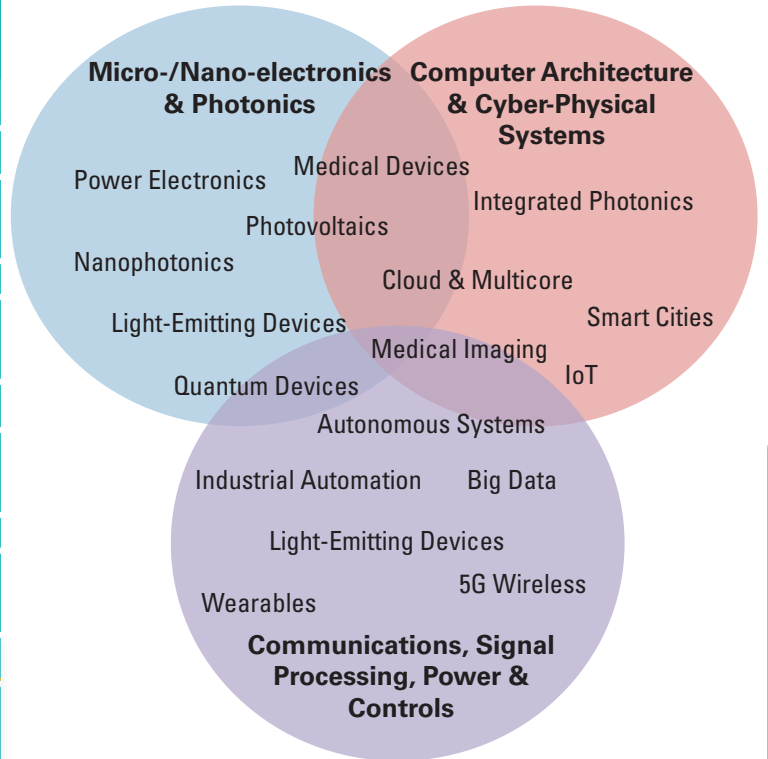 Micro-/Nano-electronics
& Photonics
Computer Architecture
& Cyber-Physical
Systems
Medical Devices
Power Electronics
Integrated Photonics
Photovoltaics
Nanophotonics
Cloud & Multicore
Smart Cities
Light-Emitting Devices
Medical Imaging
IoT
Quantum Devices
Autonomous Systems
Industrial Automation
Big Data
Light-Emitting Devices
5G Wireless
Wearables
Communications, Signal
Processing, Power &
Controls